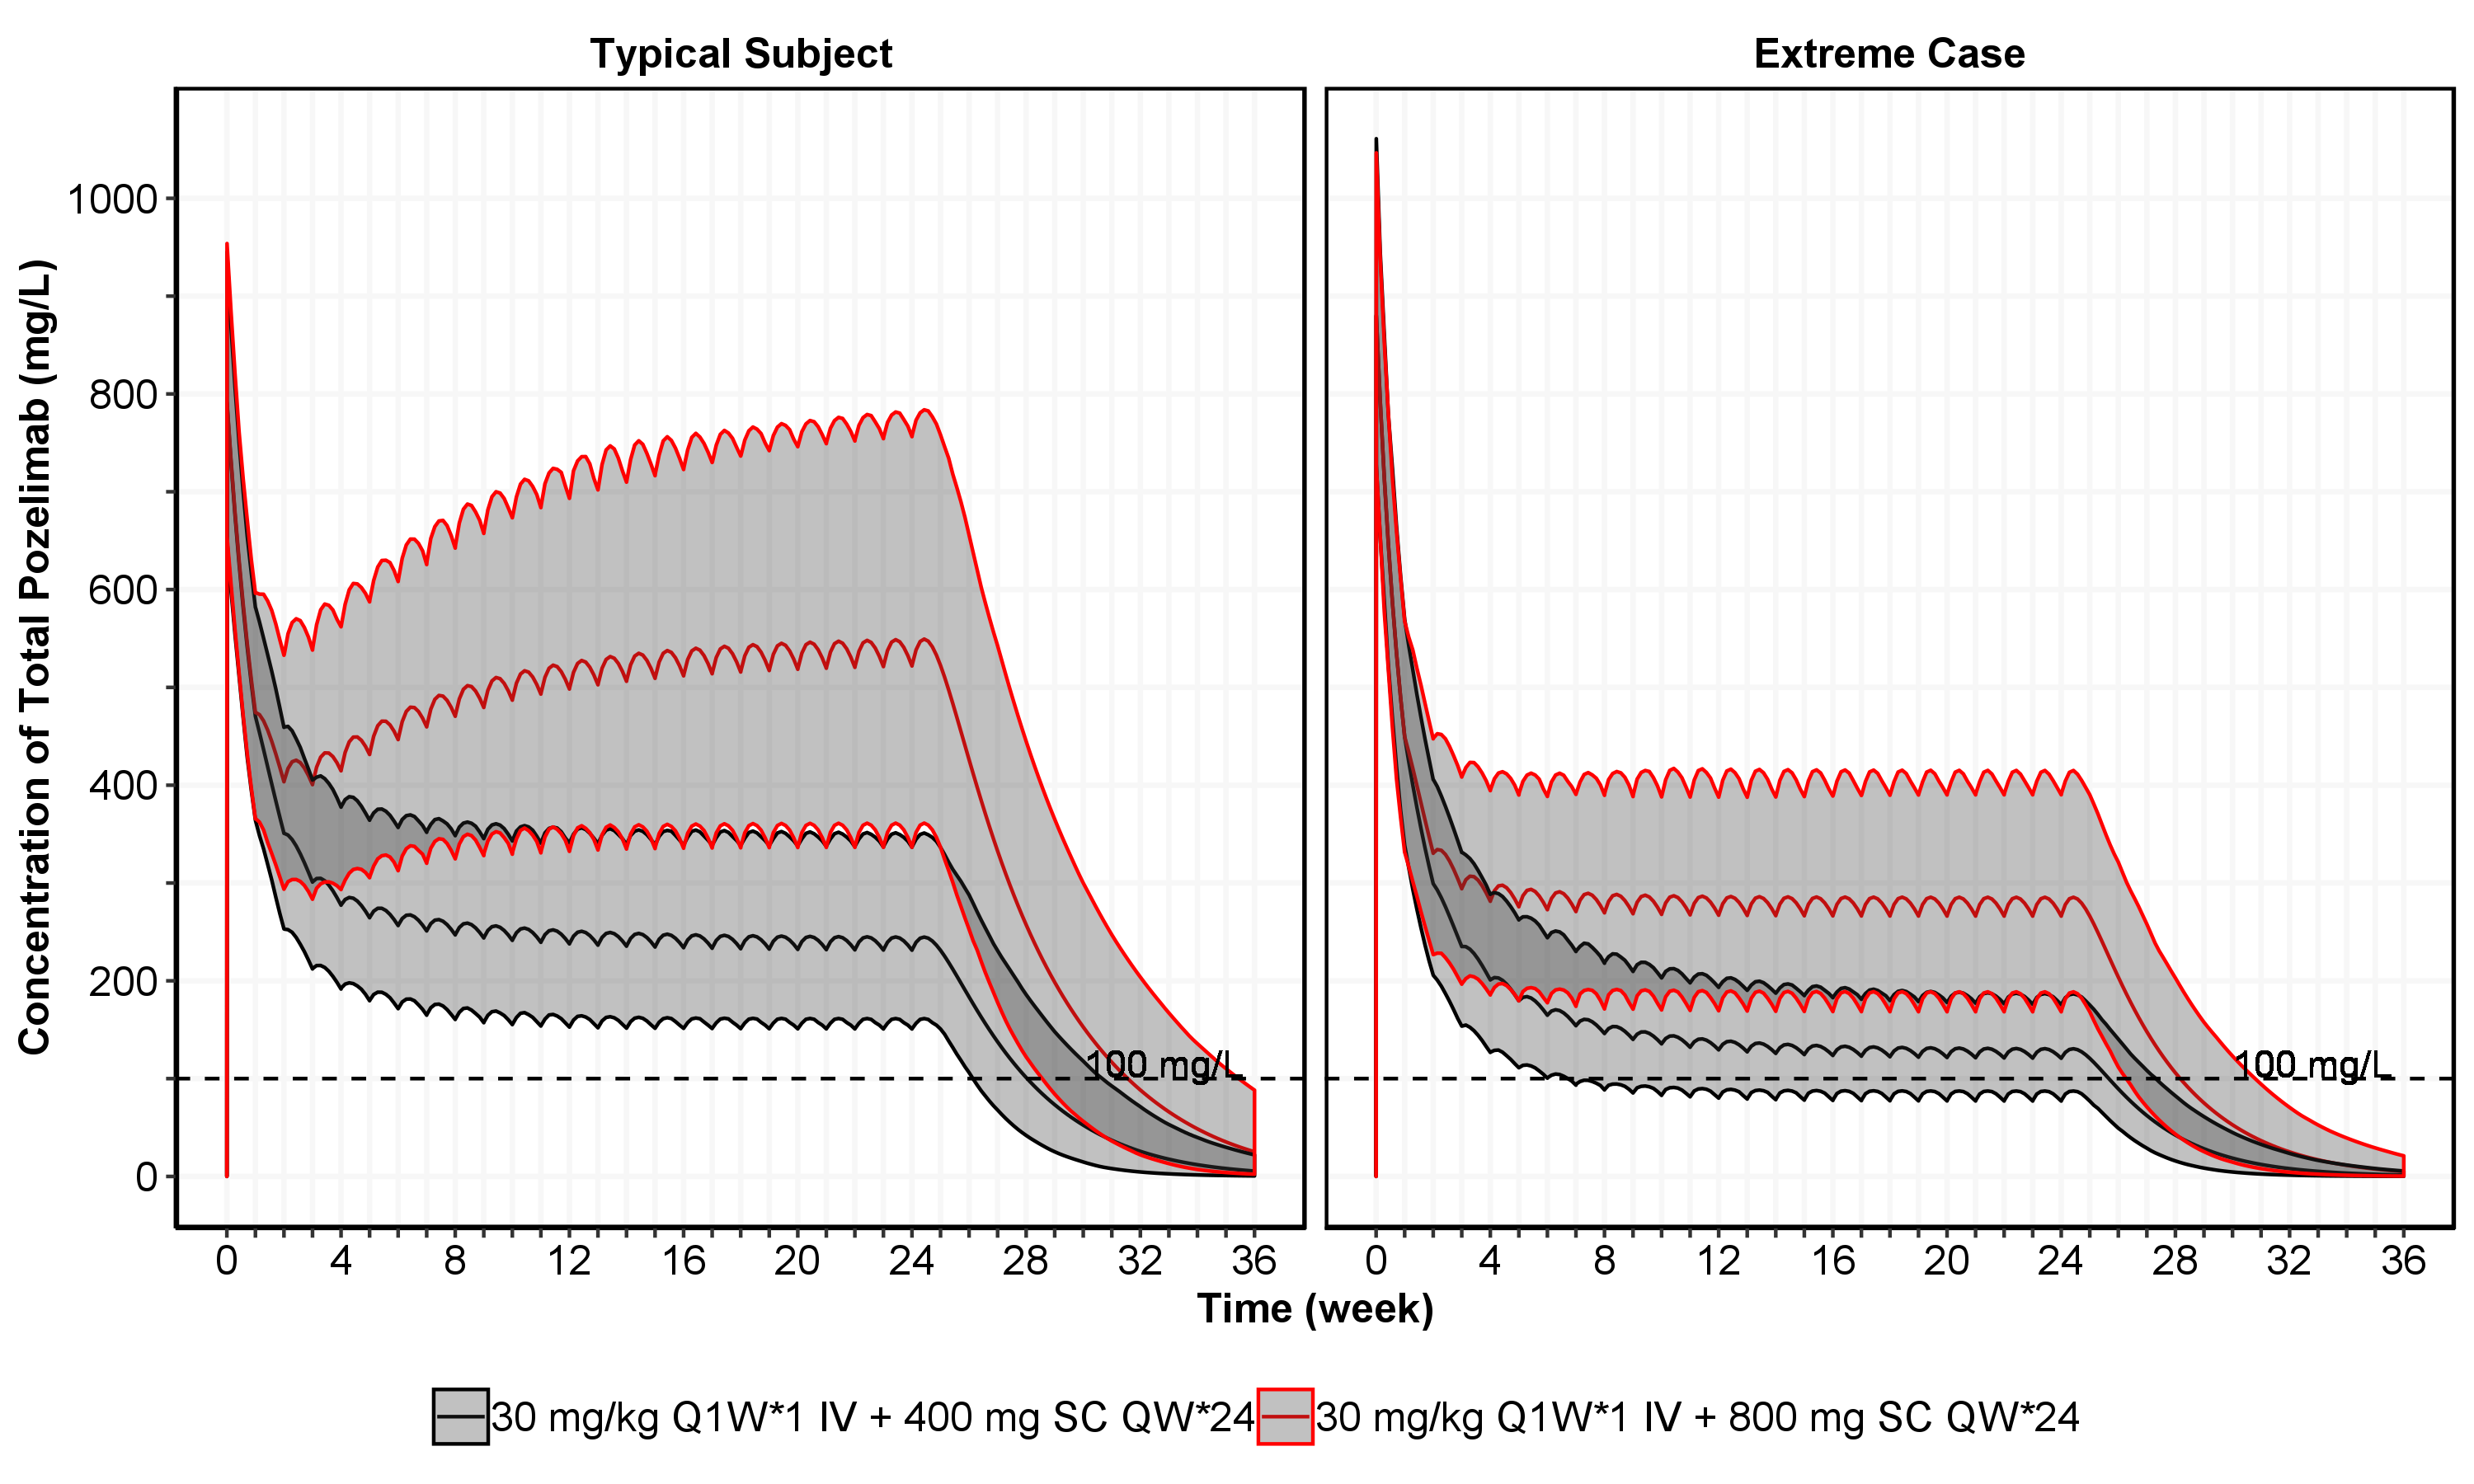 Typical Subject
Extreme Case
Concentration of Total Pozelimab (mg/L)
1000
800
600
400
200
0
100 mg/L
100 mg/L
0 4 8 12 16 20 24 28 32 36
0 4 8 12 16 20 24 28 32 36
Time (week)
30 mg/kg Q1W*1 IV + 400 mg SC QW*24
30 mg/kg Q1W*1 IV + 800 mg SC QW*24